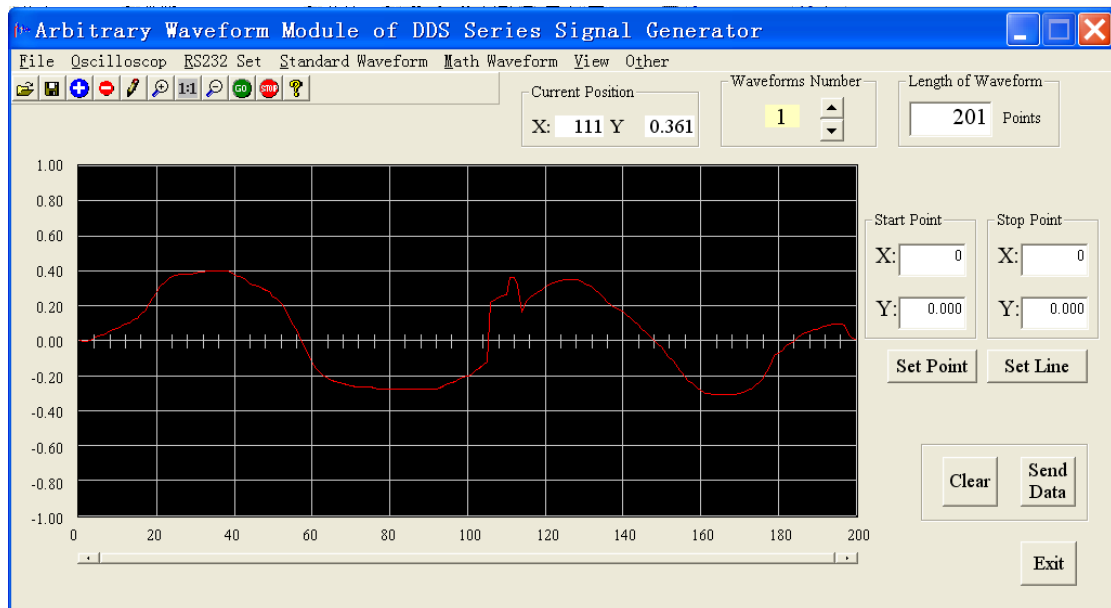 Arbitrary Waveform Module of DDS Series Signal Generator
File Oscilloscop RS232 Set Standard Waveform Math Waveform View Other
1:1 GO STOP ?
Current Position
X: 111 Y 0.361
Waveforms Number
1
Length of Waveform
201 Points
1.00
0.80
0.60
0.40
0.20
0.00
-0.20
-0.40
-0.60
-0.80
-1.00
0 20 40 60 80 100 120 140 160 180 200
Start Point
X: 0
Y: 0.000
Stop Point
X: 0
Y: 0.000
Set Point
Set Line
Clear
Send
Data
Exit